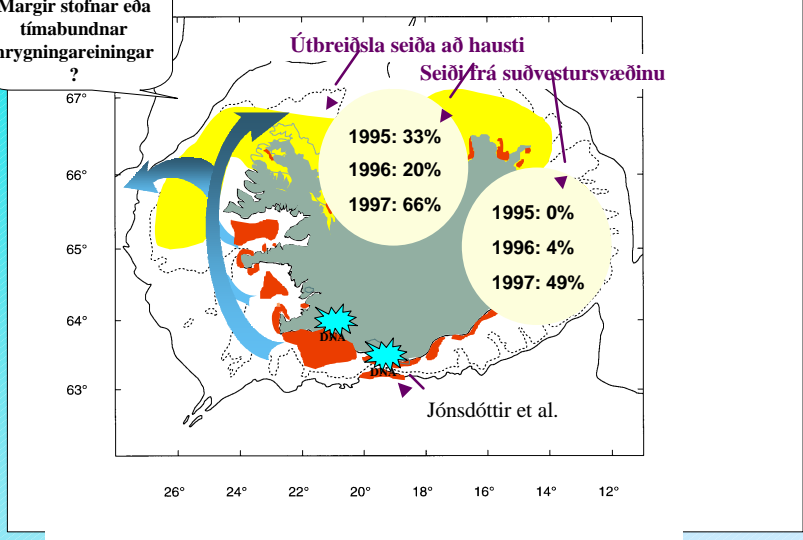 Margir stofnar eða
tímabundnar
hrygningareiningar
?
Útbreiðsla seiða að hausti
Seiði frá suðvestursvæðinu
67°
66°
65°
64°
63°
1995: 33%
1996: 20%
1997: 66%
1995: 0%
1996: 4%
1997: 49%
DNA
DNA
Jónsdóttir et al.
26°
24°
22°
20°
18°
16°
14°
12°